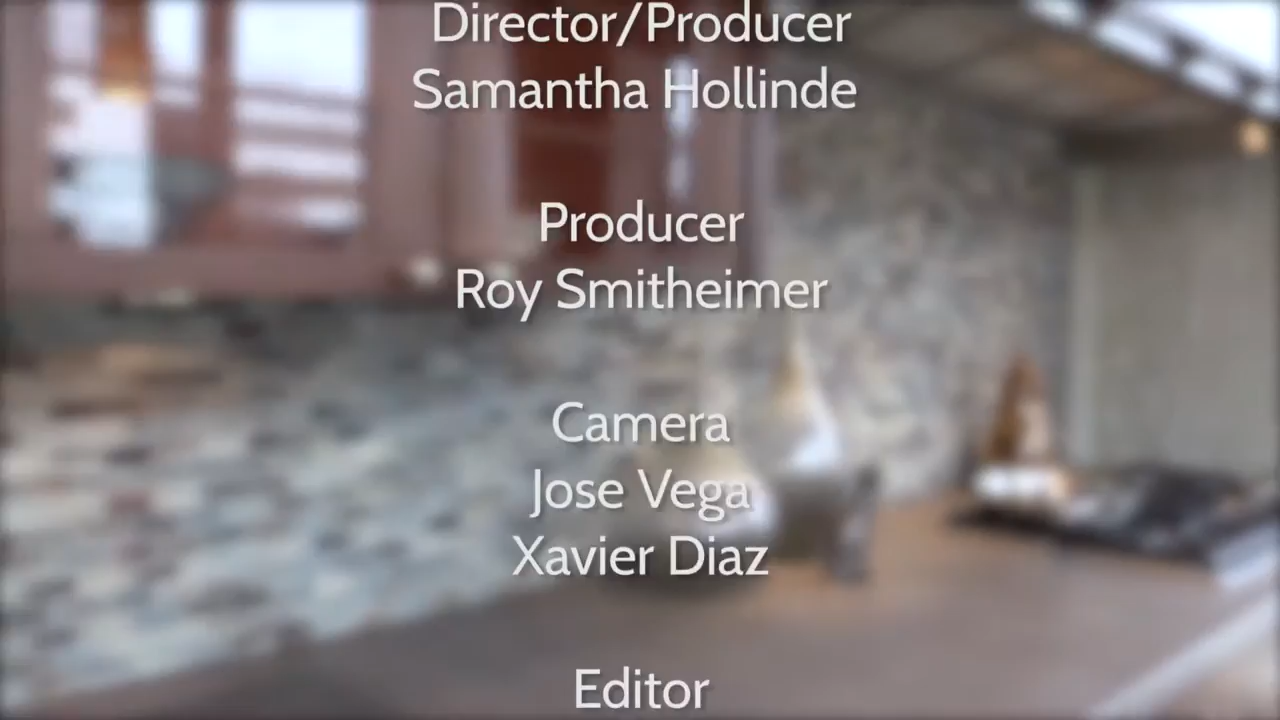 Director/Producer
Samantha Hollinde
Producer
Roy Smitheimer
Camera
Jose Vega
Xavier Diaz
Editor